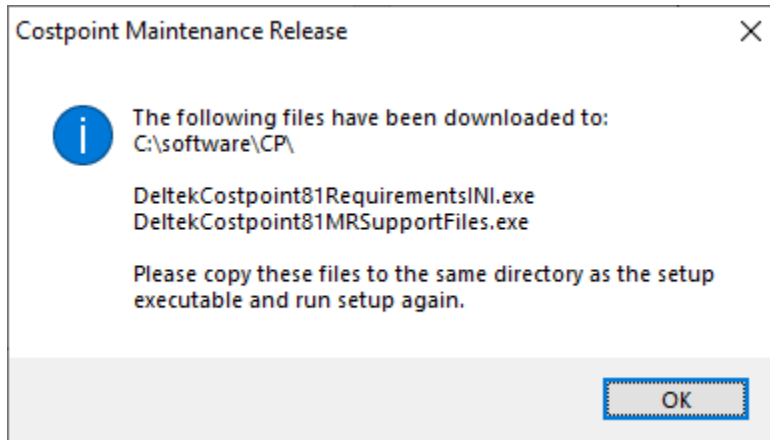 Costpoint Maintenance Release
The following files have been downloaded to:
C:\software\CP\
DeltekCostpoint81RequirementsINI.exe
DeltekCostpoint81MRSupportFiles.exe
Please copy these files to the same directory as the setup
executable and run setup again.
OK